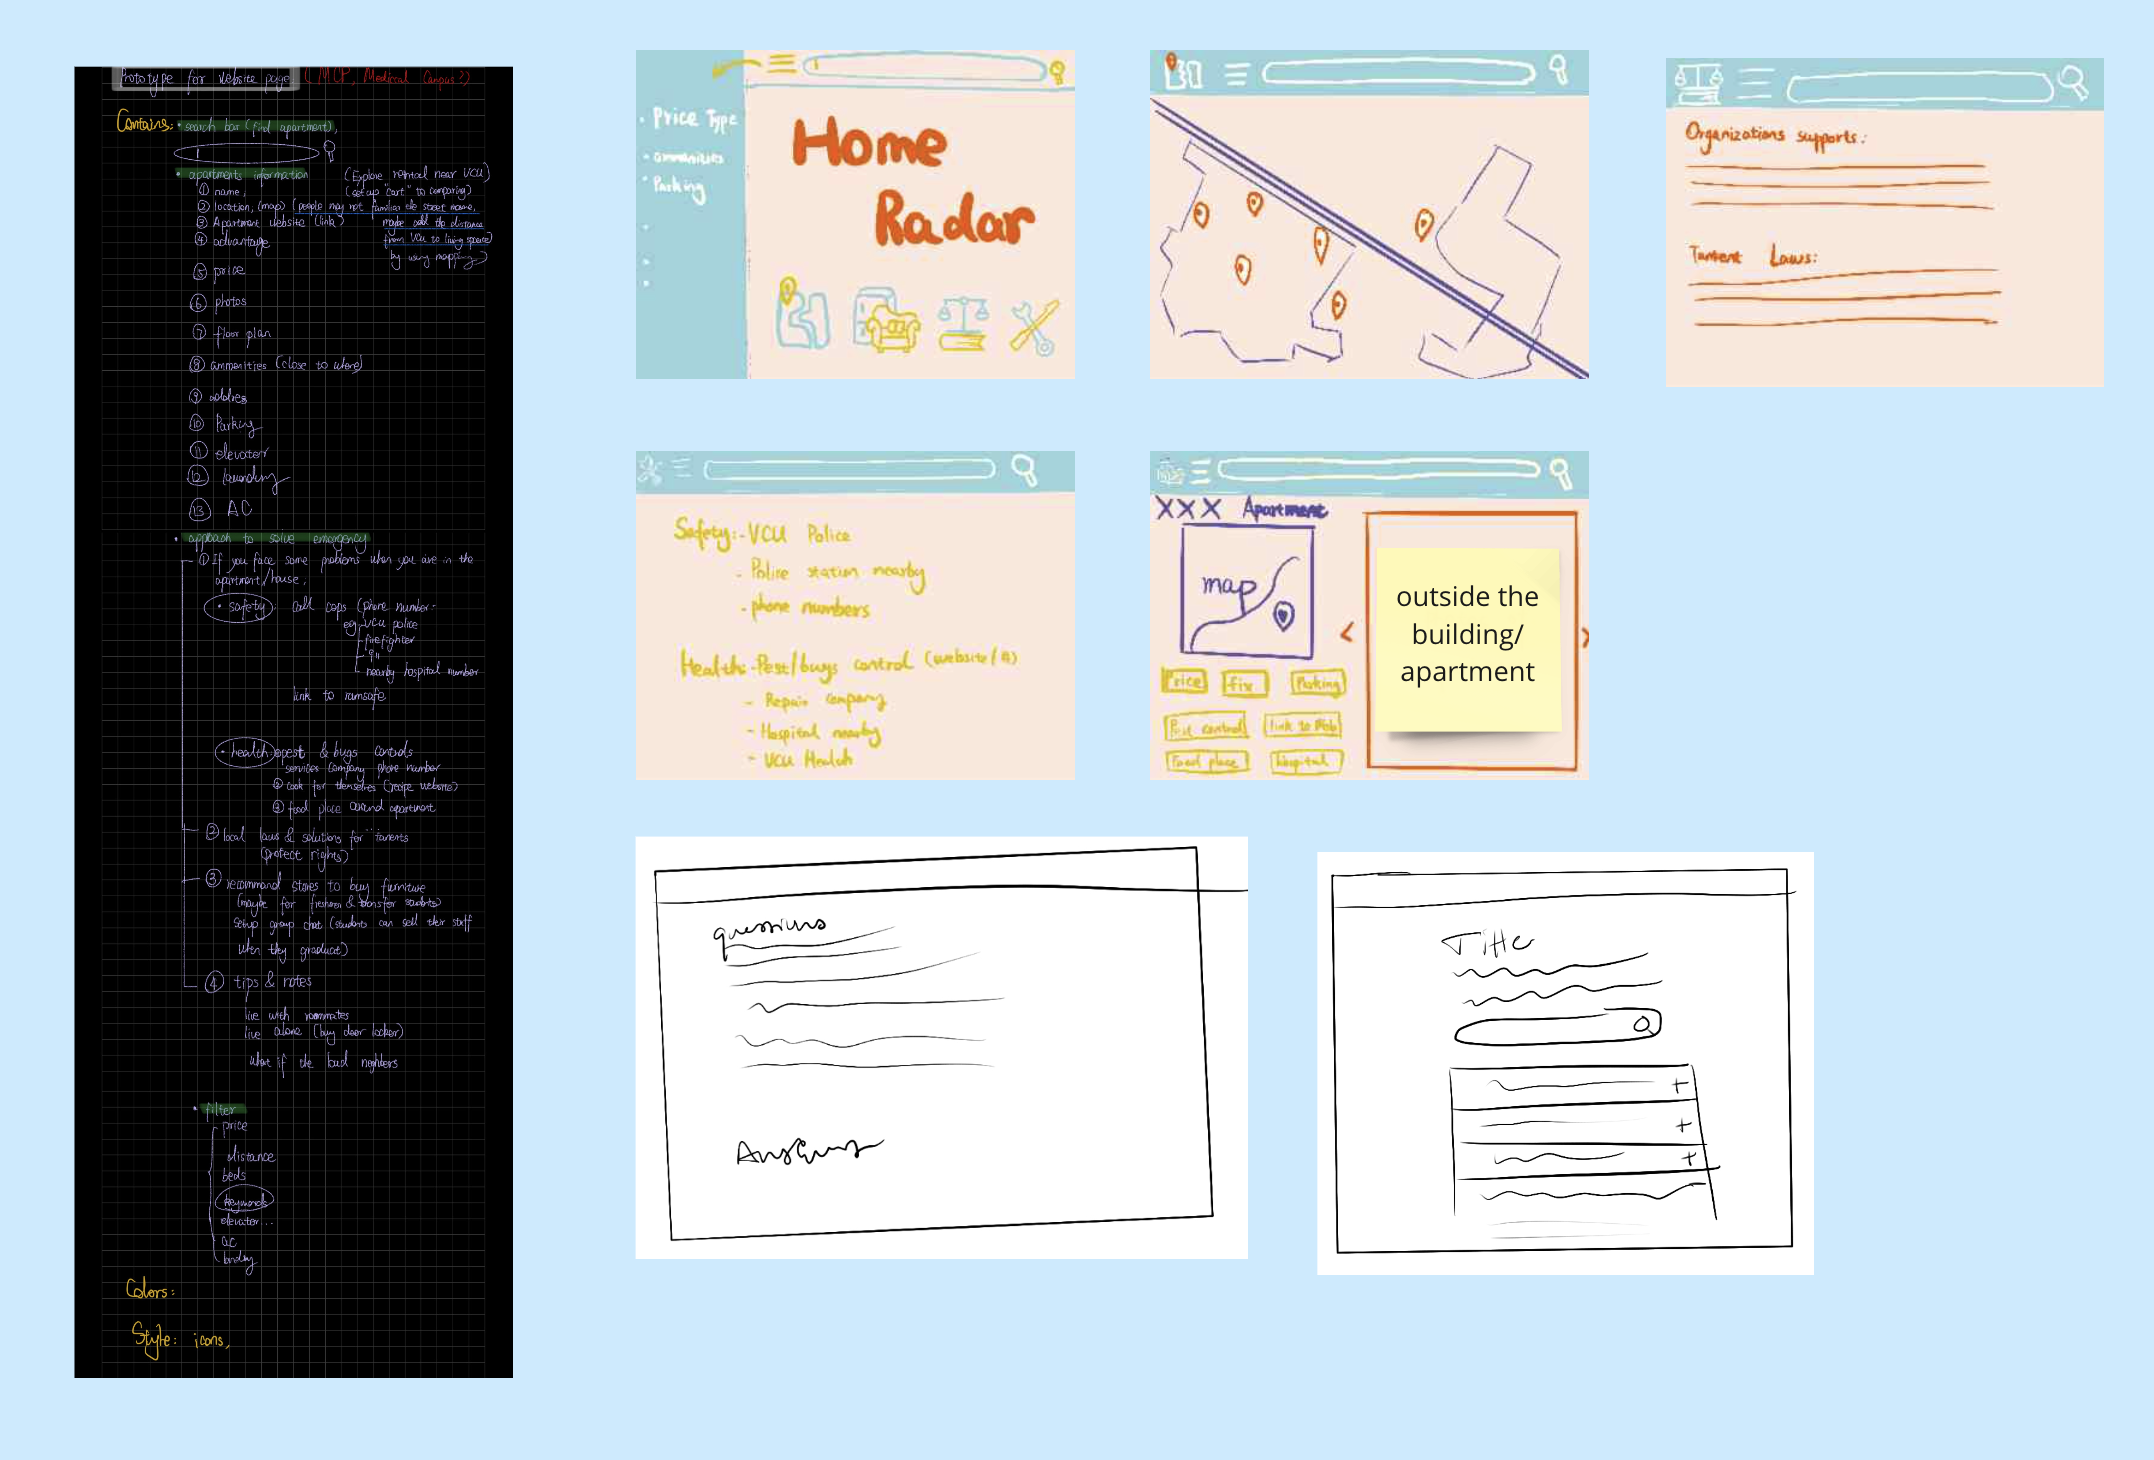 Prototype for website page: (MCP, Medical Campus?)
Contains: • search bar (find apartment),
• apartments information
(Explore rental near VCU)
① name,
(set up "cart" to comparing)
② location, (map) (people may not familiar the street name,
③ Apartment website (link)
maybe add the distance
④ advantage
from VCU to living space)
by using mapping)
⑤ price
⑥ photos
⑦ floor plan
⑧ ammenities (close to where)
⑨ addres
⑩ Parking
⑪ elevator
⑫ laundry
⑬ AC
• approach to solve emergency
① If you face some problems when you are in the
apartment/house,
• safety: call cops (phone number-
eg VCU police
firefighter
911
nearby hospital number
link to ramsafe
• health: pest & bugs controls
services company phone number
② cook for themselves (recipe website)
③ food place around apartment
② local laws & solutions for tanents
(protect rights)
③ recommand stores to buy furniture
(maybe for freshmen & transfer students)
Setup group chat (students can sell their stuff
when they graduate)
④ tips & notes
live with roommates
live alone (buy door locker)
what if the bad neighbors
• filter
price
distance
beds
keywords
elevator...
ac
Colors:
Style: icons,
• Price Type
• ammenities
• Parking
Home
Radar
Organizations supports:
Tanent Laws:
Safety: - VCU Police
- Police station nearby
- phone numbers
Health: - Pest/bugs control (website/#)
- Repair company
- Hospital nearby
- VCU Health
XXX Apartment
map
Price
fix
Parking
Pest control
link to Web
Food place
Hospital
outside the
building/
apartment
questions
Answers
Title